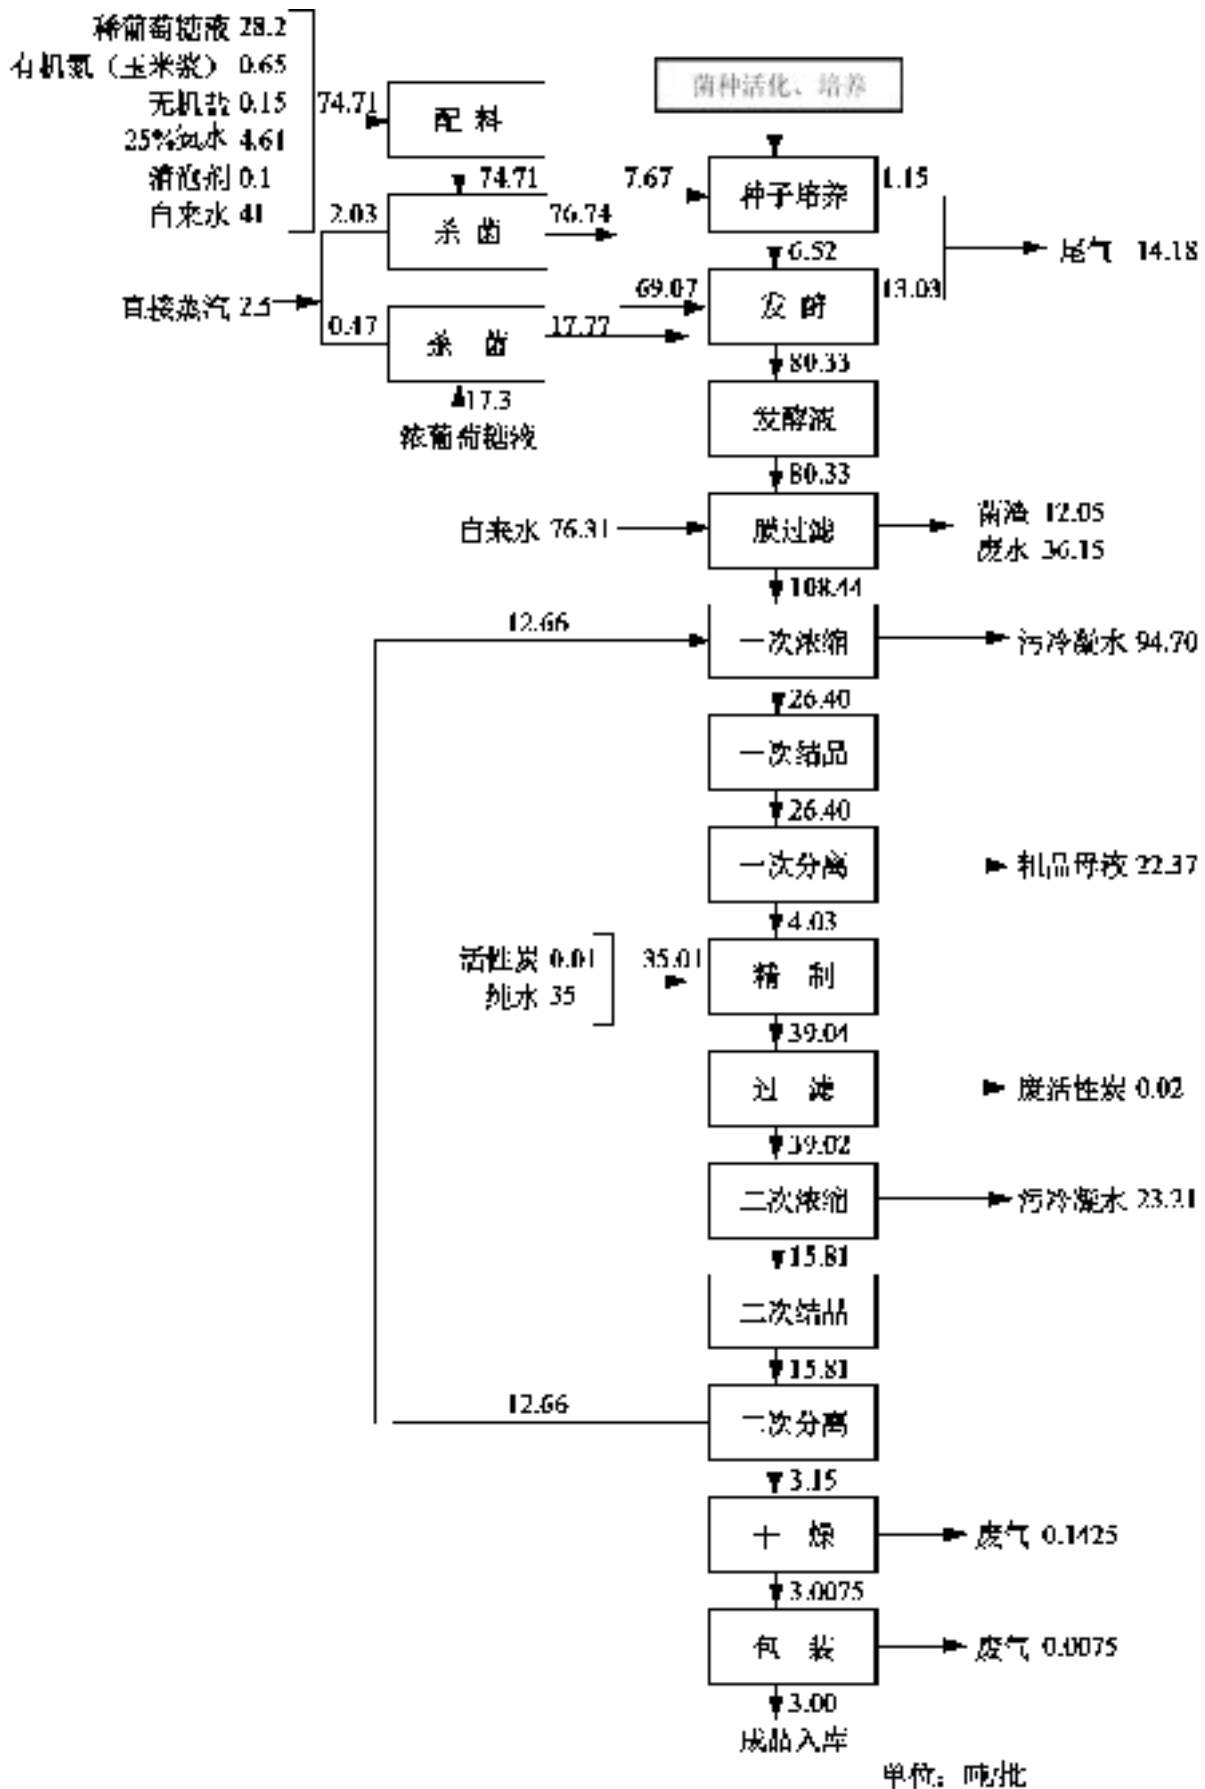 稀葡萄糖液 28.2
有机氮（玉米浆） 0.65
无机盐 0.15
25%氨水 4.61
消泡剂 0.1
自来水 41
74.71
配 料
菌种活化、培养
74.71
7.67
种子培养
1.15
2.03
杀 菌
76.74
6.52
尾气 14.18
直接蒸汽 2.5
69.07
发 酵
13.03
0.47
杀 菌
17.77
80.33
17.3
浓葡萄糖液
发酵液
80.33
自来水 76.31
膜过滤
菌渣 12.05
废水 36.15
108.44
12.66
一次浓缩
污冷凝水 94.70
26.40
一次结晶
26.40
一次分离
粗品母液 22.37
4.03
活性炭 0.01
纯水 35
35.01
精 制
39.04
过 滤
废活性炭 0.02
39.02
二次浓缩
污冷凝水 23.21
15.81
二次结晶
15.81
12.66
二次分离
3.15
干 燥
废气 0.1425
3.0075
包 装
废气 0.0075
3.00
成品入库
单位：吨/批